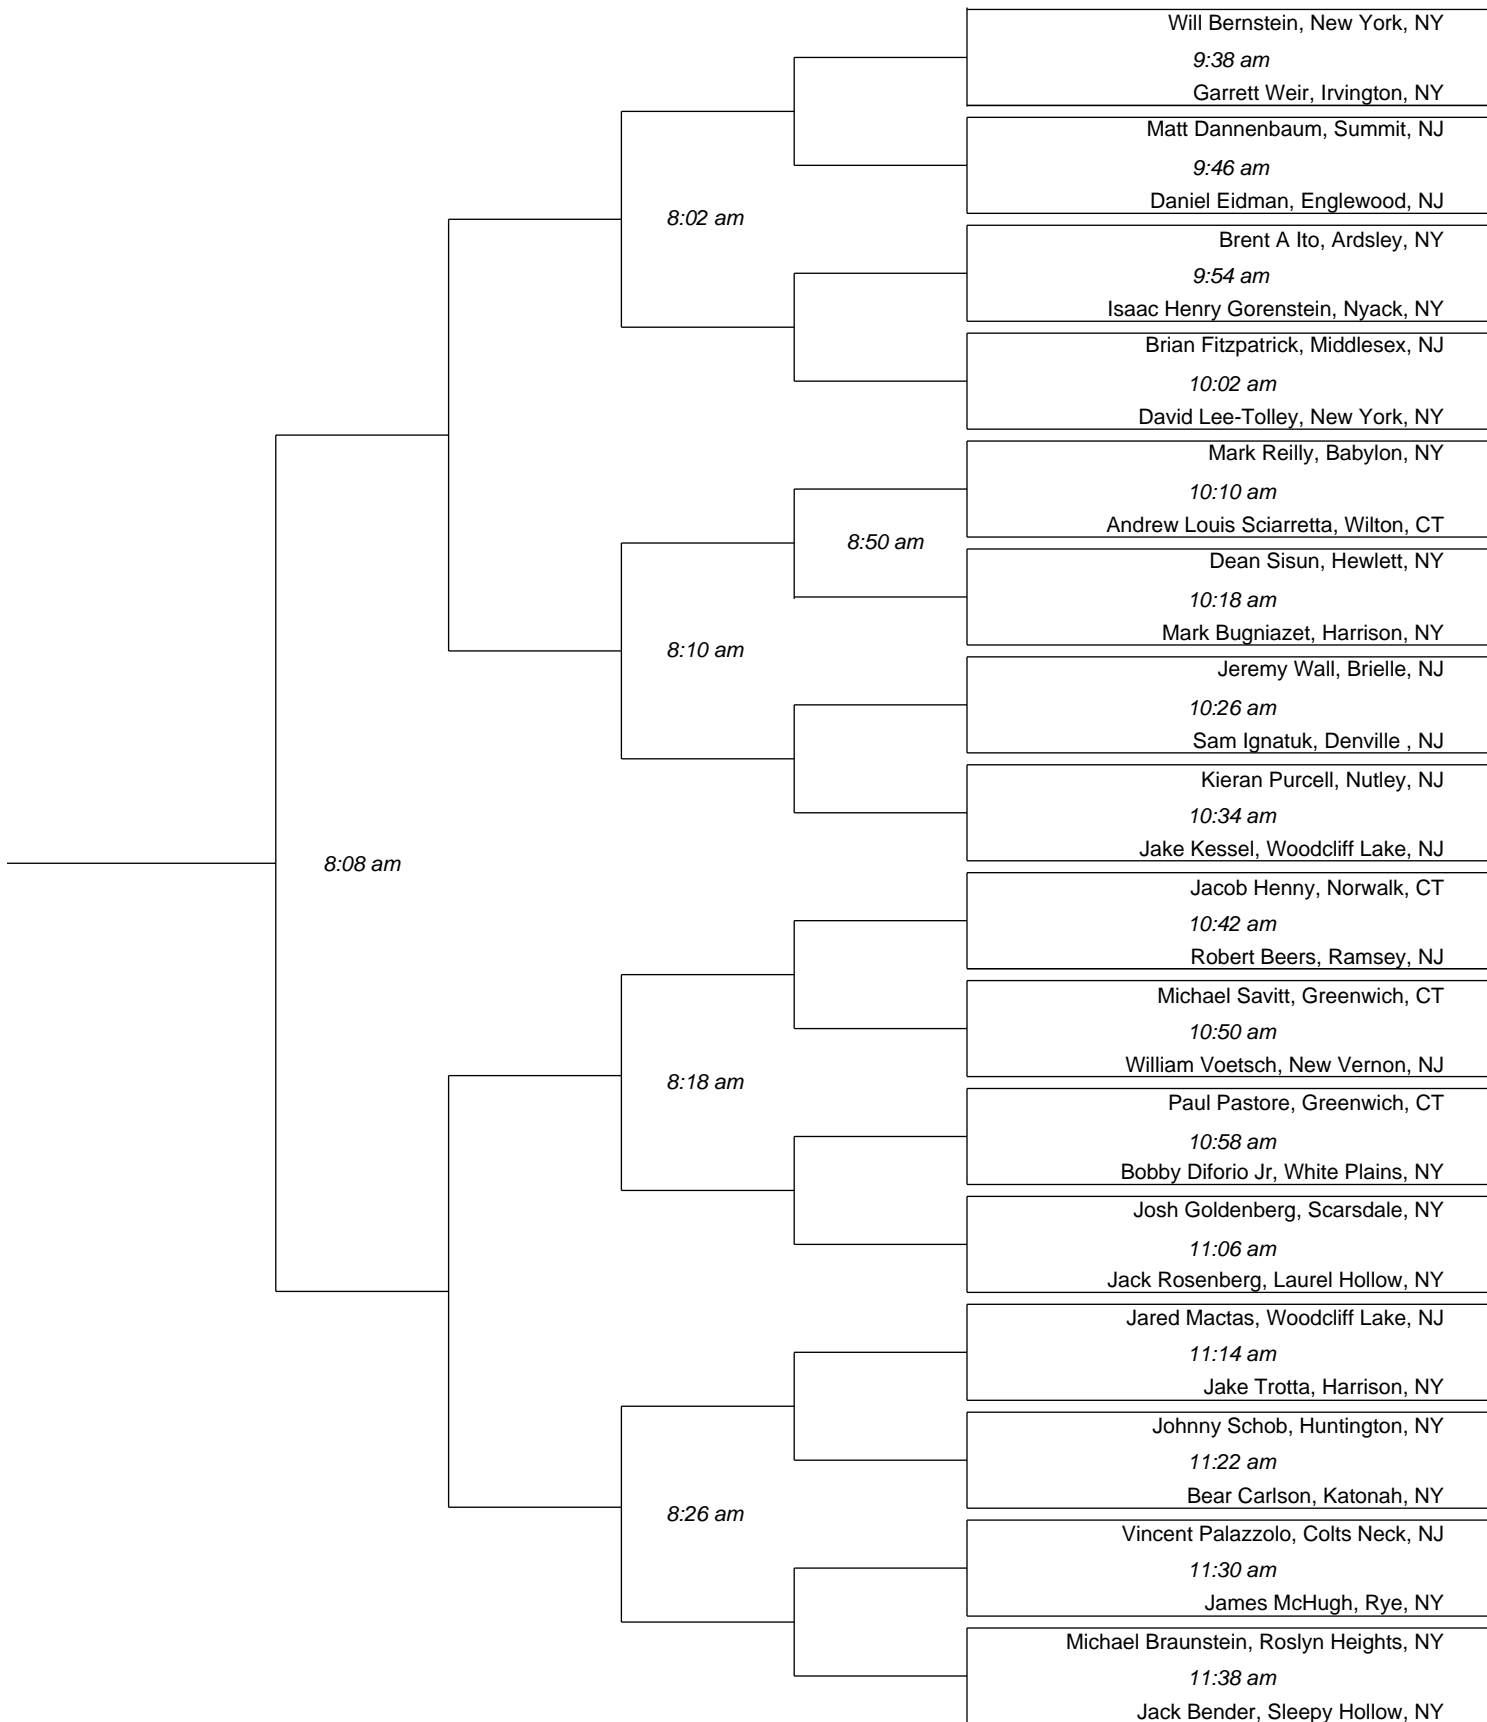 Will Bernstein, New York, NY
9:38 am
Garrett Weir, Irvington, NY
Matt Dannenbaum, Summit, NJ
9:46 am
Daniel Eidman, Englewood, NJ
8:02 am
Brent A Ito, Ardsley, NY
9:54 am
Isaac Henry Gorenstein, Nyack, NY
Brian Fitzpatrick, Middlesex, NJ
10:02 am
David Lee-Tolley, New York, NY
Mark Reilly, Babylon, NY
10:10 am
Andrew Louis Sciarretta, Wilton, CT
8:50 am
Dean Sisun, Hewlett, NY
10:18 am
Mark Bugniazet, Harrison, NY
8:10 am
Jeremy Wall, Brielle, NJ
10:26 am
Sam Ignatuk, Denville , NJ
Kieran Purcell, Nutley, NJ
10:34 am
Jake Kessel, Woodcliff Lake, NJ
8:08 am
Jacob Henny, Norwalk, CT
10:42 am
Robert Beers, Ramsey, NJ
Michael Savitt, Greenwich, CT
10:50 am
William Voetsch, New Vernon, NJ
8:18 am
Paul Pastore, Greenwich, CT
10:58 am
Bobby Diforio Jr, White Plains, NY
Josh Goldenberg, Scarsdale, NY
11:06 am
Jack Rosenberg, Laurel Hollow, NY
Jared Mactas, Woodcliff Lake, NJ
11:14 am
Jake Trotta, Harrison, NY
Johnny Schob, Huntington, NY
11:22 am
Bear Carlson, Katonah, NY
8:26 am
Vincent Palazzolo, Colts Neck, NJ
11:30 am
James McHugh, Rye, NY
Michael Braunstein, Roslyn Heights, NY
11:38 am
Jack Bender, Sleepy Hollow, NY